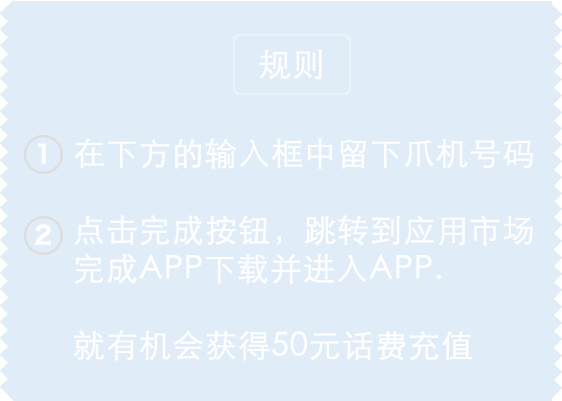 规则
① 在下方的输入框中留下爪机号码
② 点击完成按钮，跳转到应用市场
完成APP下载并进入APP.
就有机会获得50元话费充值